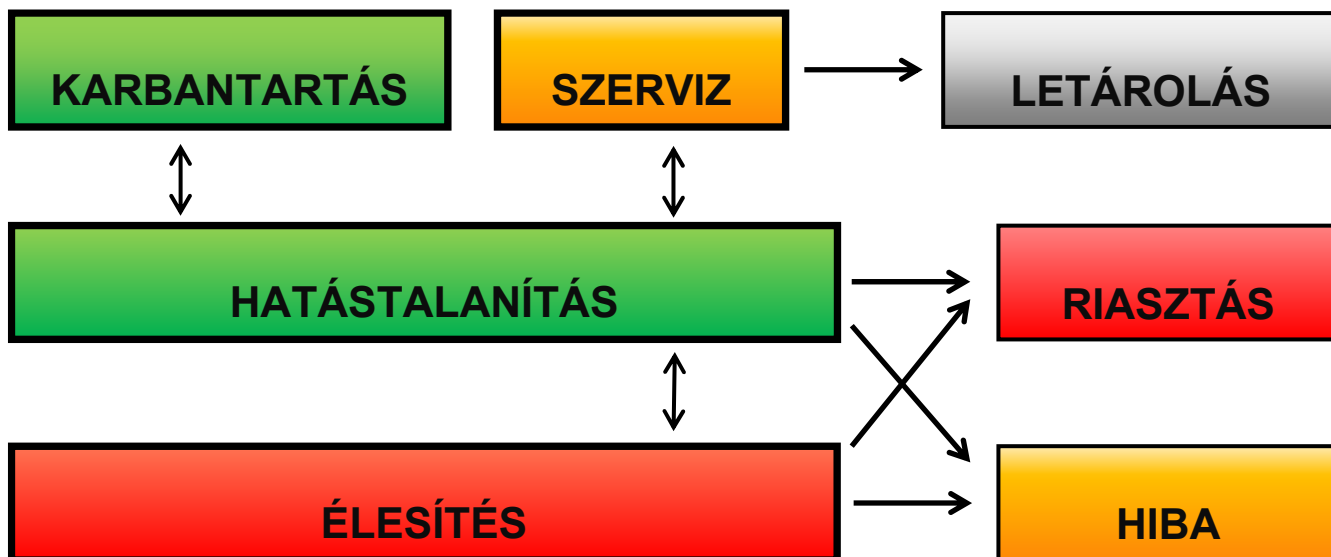 KARBANTARTÁS
SZERVIZ
LETÁROLÁS
HATÁSTALANÍTÁS
RIASZTÁS
ÉLESÍTÉS
HIBA